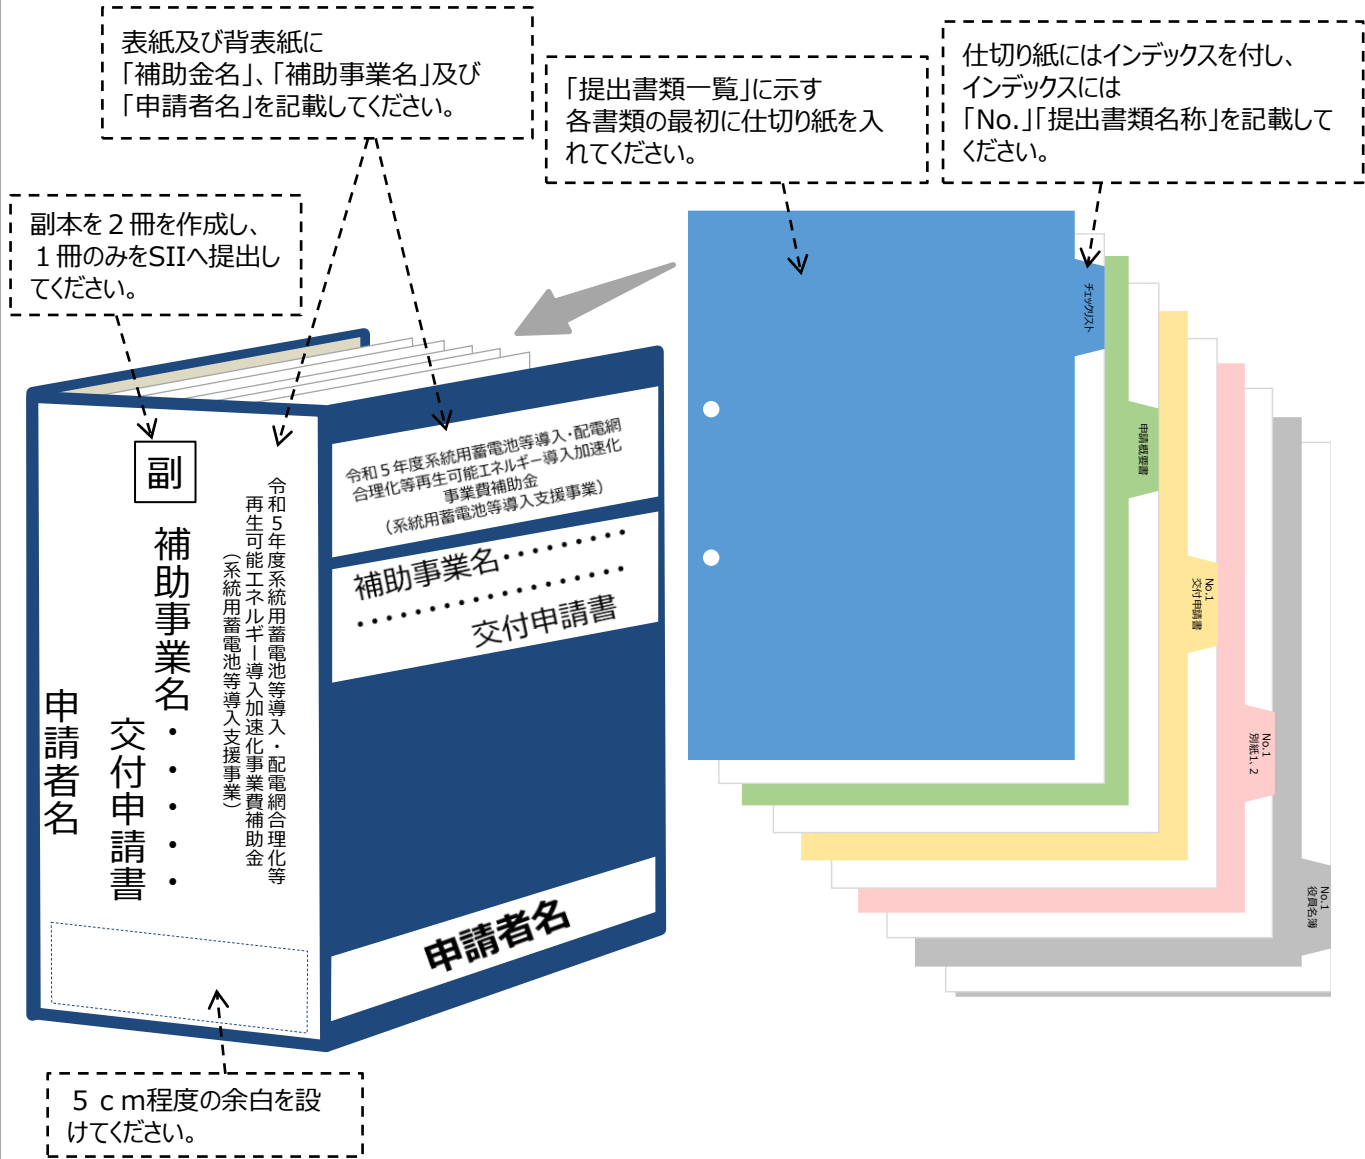 表紙及び背表紙に
「補助金名」、「補助事業名」及び
「申請者名」を記載してください。
「提出書類一覧」に示す
各書類の最初に仕切り紙を入
れてください。
仕切り紙にはインデックスを付し、
インデックスには
「No.」「提出書類名称」を記載して
ください。
副本を２冊を作成し、
１冊のみをSIIへ提出し
てください。
副
令和５年度系統用蓄電池等導入・配電網合理化等
再生可能エネルギー導入加速化事業費補助金
（系統用蓄電池等導入支援事業）
補助事業名・・・・・
交付申請書
申請者名
令和５年度系統用蓄電池等導入・配電網
合理化等再生可能エネルギー導入加速化
事業費補助金
（系統用蓄電池等導入支援事業）
補助事業名・・・・・・・・・
・・・・・・・・・・・・・・・・・・
交付申請書
申請者名
チェックリスト
申請概要書
No.1
交付申請書
No.1
別紙1、2
No.1
役員名簿
５ｃｍ程度の余白を設
けてください。